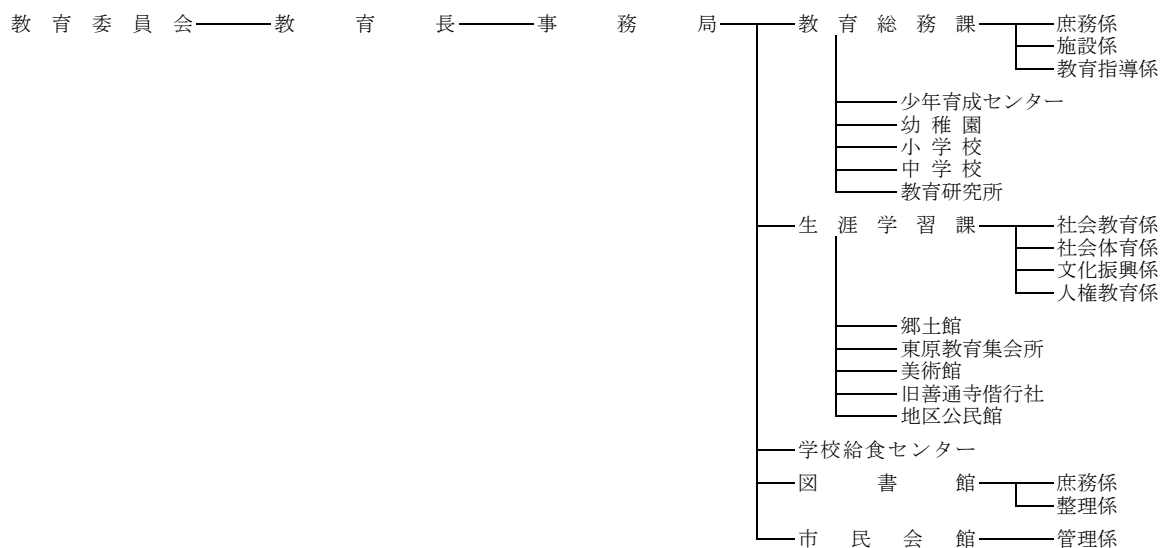 教育委員会 教育長 事務局 教育総務課 庶務係
施設係
教育指導係
少年育成センター
幼稚園
小学校
中学校
教育研究所
生涯学習課 社会教育係
社会体育係
文化振興係
人権教育係
郷土館
東原教育集会所
美術館
旧善通寺偕行社
地区公民館
学校給食センター
図書館 庶務係
整理係
市民会館 管理係